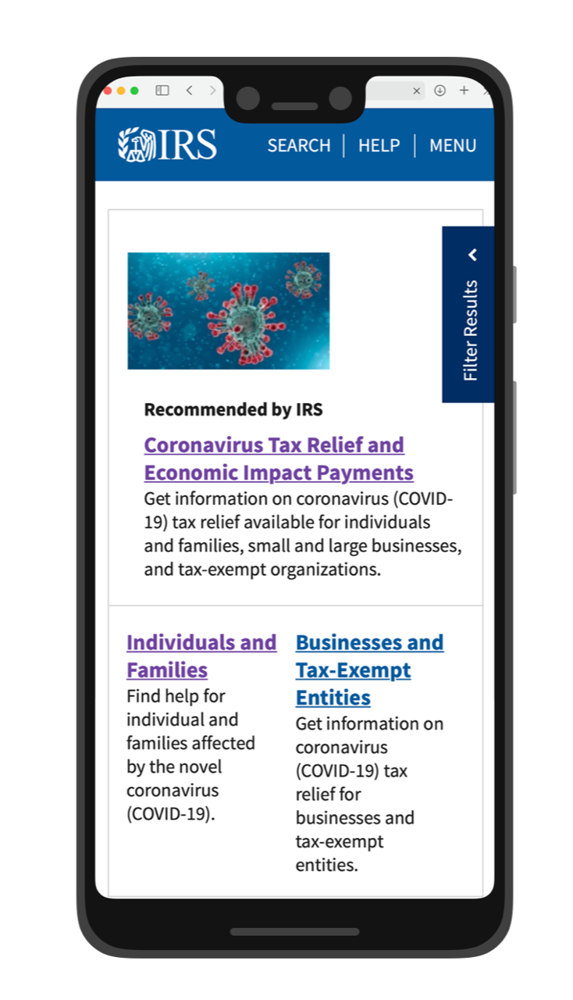 IRS
SEARCH
HELP
MENU
Filter Results
Recommended by IRS
Coronavirus Tax Relief and
Economic Impact Payments
Get information on coronavirus (COVID-
19) tax relief available for individuals
and families, small and large businesses,
and tax-exempt organizations.
Individuals and
Families
Find help for
individual and
families affected
by the novel
coronavirus
(COVID-19).
Businesses and
Tax-Exempt
Entities
Get information on
coronavirus
(COVID-19) tax
relief for
businesses and
tax-exempt
entities.